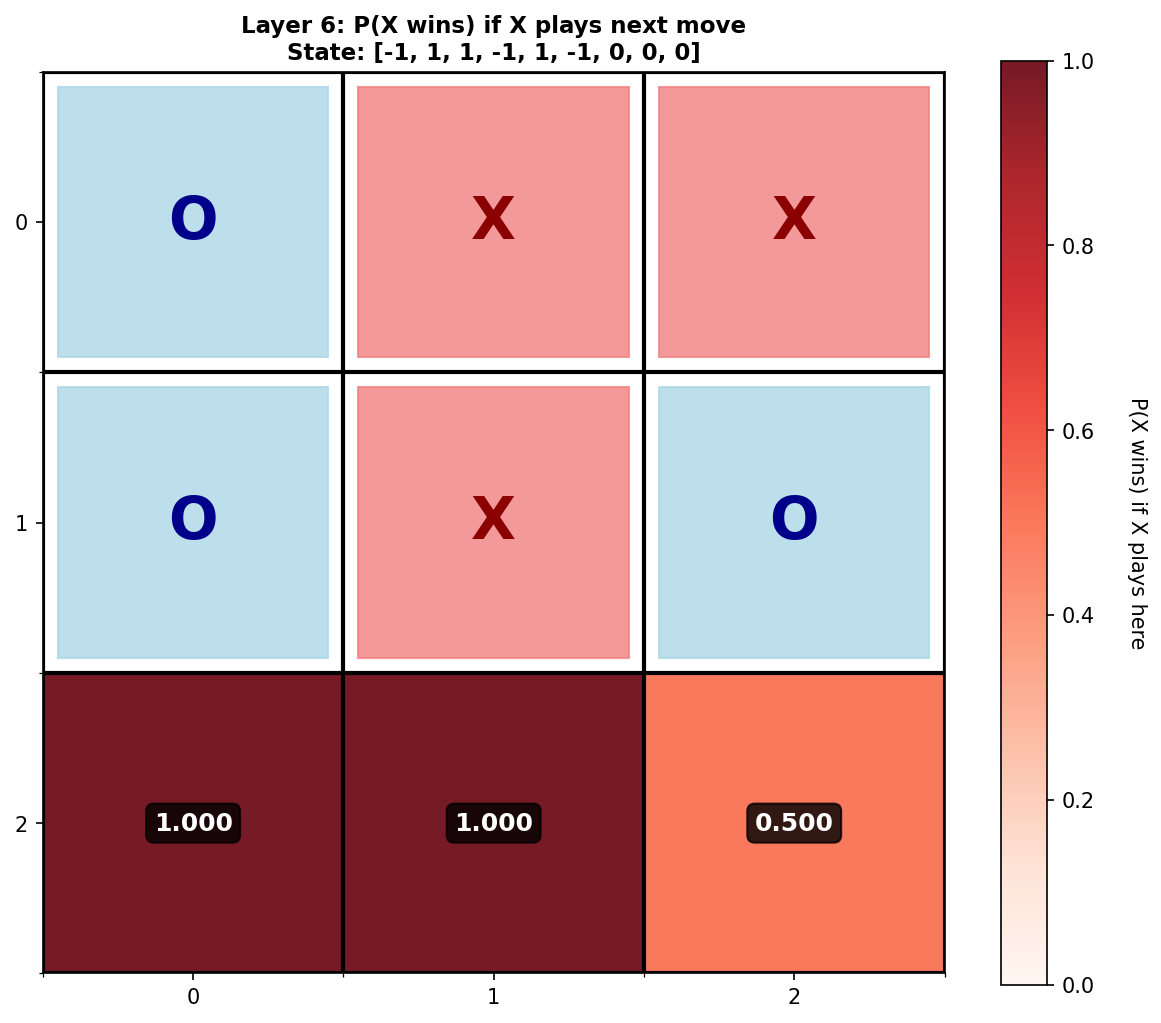 Layer 6: P(X wins) if X plays next move
State: [-1, 1, 1, -1, 1, -1, 0, 0, 0]
0
O
X
X
1
O
X
O
2
1.000
1.000
0.500
0
1
2
1.0
0.8
0.6
0.4
0.2
0.0
P(X wins) if X plays here